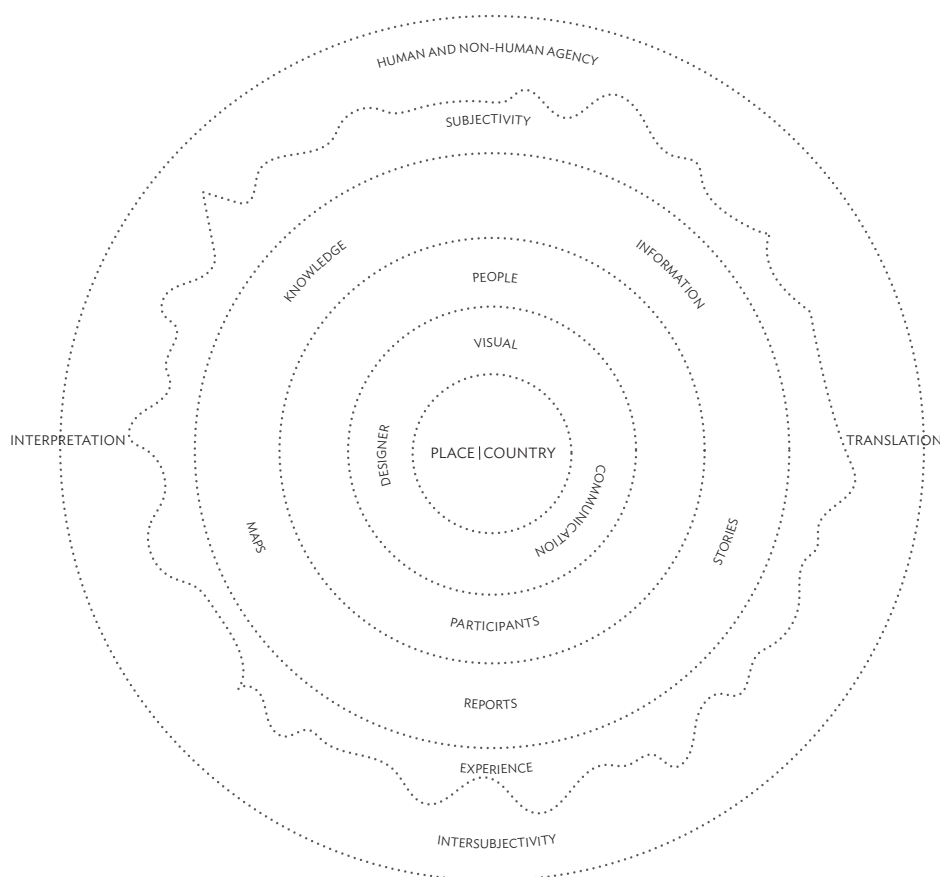 HUMAN AND NON-HUMAN AGENCY
SUBJECTIVITY
KNOWLEDGE
INFORMATION
PEOPLE
VISUAL
INTERPRETATION
DESIGNER
PLACE|COUNTRY
TRANSLATION
COMMUNICATION
MAPS
STORIES
PARTICIPANTS
REPORTS
EXPERIENCE
INTERSUBJECTIVITY